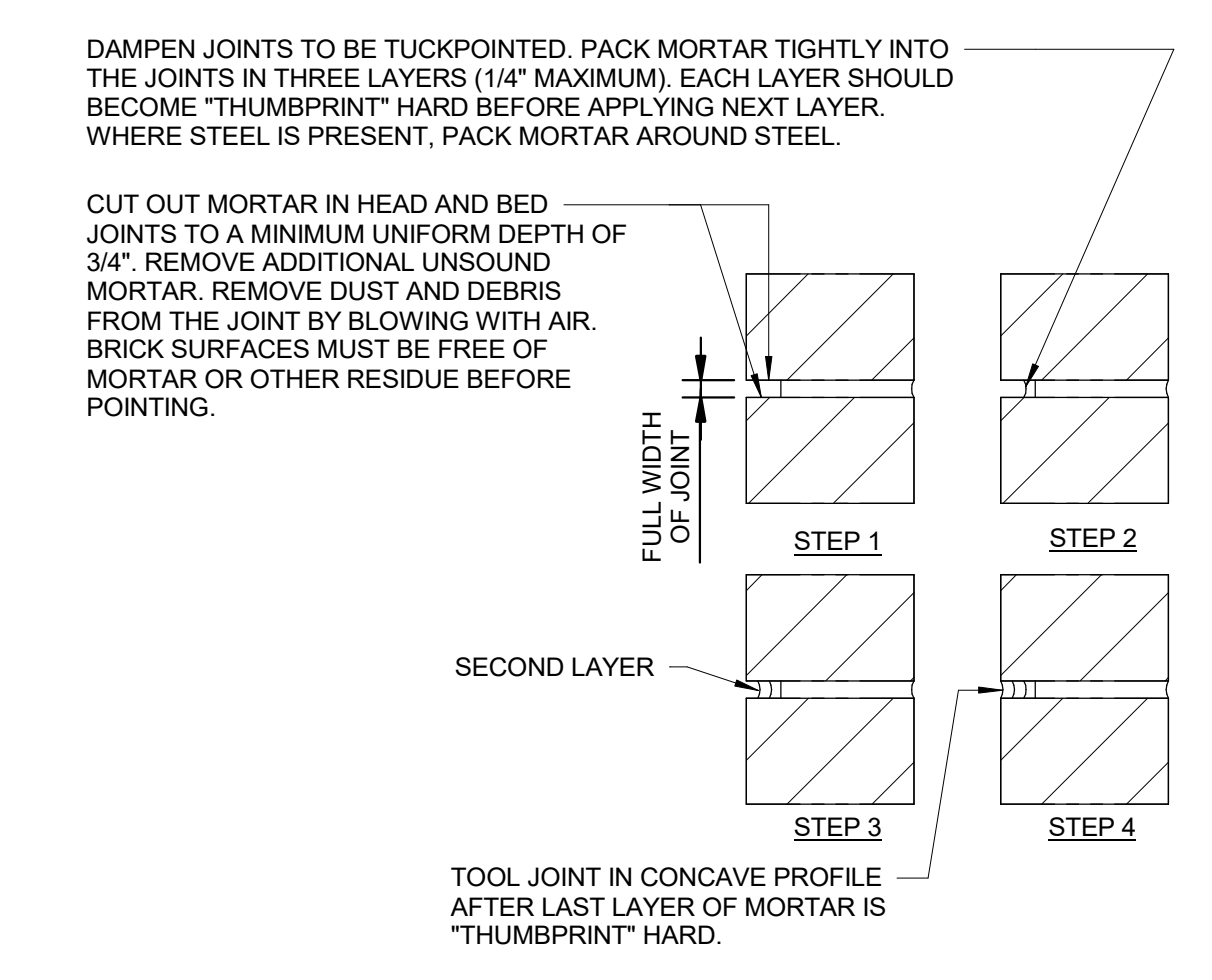 DAMPEN JOINTS TO BE TUCKPOINTED. PACK MORTAR TIGHTLY INTO
THE JOINTS IN THREE LAYERS (1/4" MAXIMUM). EACH LAYER SHOULD
BECOME "THUMBPRINT" HARD BEFORE APPLYING NEXT LAYER.
WHERE STEEL IS PRESENT, PACK MORTAR AROUND STEEL.
CUT OUT MORTAR IN HEAD AND BED
JOINTS TO A MINIMUM UNIFORM DEPTH OF
3/4". REMOVE ADDITIONAL UNSOUND
MORTAR. REMOVE DUST AND DEBRIS
FROM THE JOINT BY BLOWING WITH AIR.
BRICK SURFACES MUST BE FREE OF
MORTAR OR OTHER RESIDUE BEFORE
POINTING.
FULL WIDTH
OF JOINT
STEP 1
STEP 2
SECOND LAYER
STEP 3
STEP 4
TOOL JOINT IN CONCAVE PROFILE
AFTER LAST LAYER OF MORTAR IS
"THUMBPRINT" HARD.